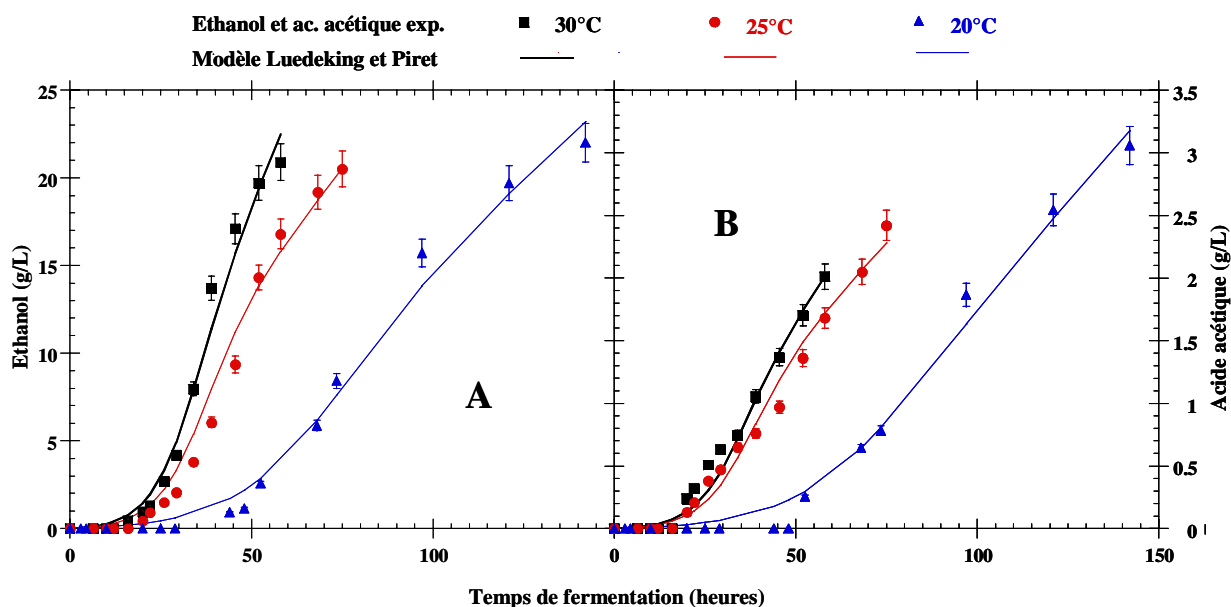 Ethanol et ac. acétique exp. 30°C 25°C 20°C
Modèle Luedeking et Piret
25 3.5
20 3
15 2.5
10 2
5 1.5
0 1
0.5
0
Ethanol (g/L)
A
B
Acide acétique (g/L)
0 50 100 0 50 100 150
Temps de fermentation (heures)